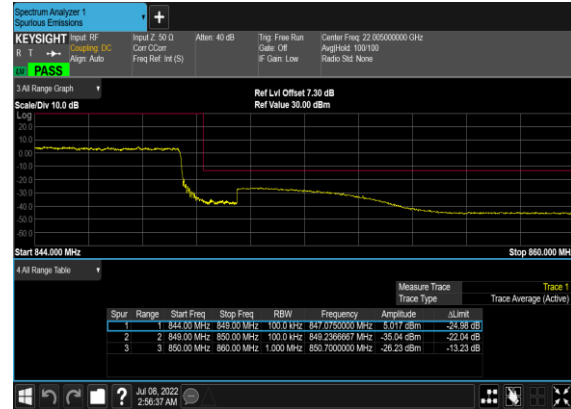 Spectrum Analyzer 1
Spurious Emissions
KEYSIGHT Input: RF Input Z: 50 Ω Atten: 40 dB Trig: Free Run Center Freq: 22.005000000 GHz
R T Coupling: DC Corr CCorr Gate: Off Avg|Hold: 100/100
Align: Auto Freq Ref: Int (S) IF Gain: Low Radio Std: None
PASS
3 All Range Graph
Ref Lvl Offset 7.30 dB
Scale/Div 10.0 dB Ref Value 30.00 dBm
Log
20.0
10.0
0.00
-10.0
-20.0
-30.0
-40.0
-50.0
-60.0
Start 844.000 MHz Stop 860.000 MH
4 All Range Table
Measure Trace Trace 1
Trace Type Trace Average (Active)
Spur Range Start Freq Stop Freq RBW Frequency Amplitude ΔLimit
1 1 844.00 MHz 849.00 MHz 100.0 kHz 847.0750000 MHz 5.017 dBm -24.98 dB
2 2 849.00 MHz 850.00 MHz 100.0 kHz 849.2366667 MHz -35.04 dBm -22.04 dB
3 3 850.00 MHz 860.00 MHz 1.000 MHz 850.7000000 MHz -26.23 dBm -13.23 dB
Jul 08, 2022
2:56:37 AM